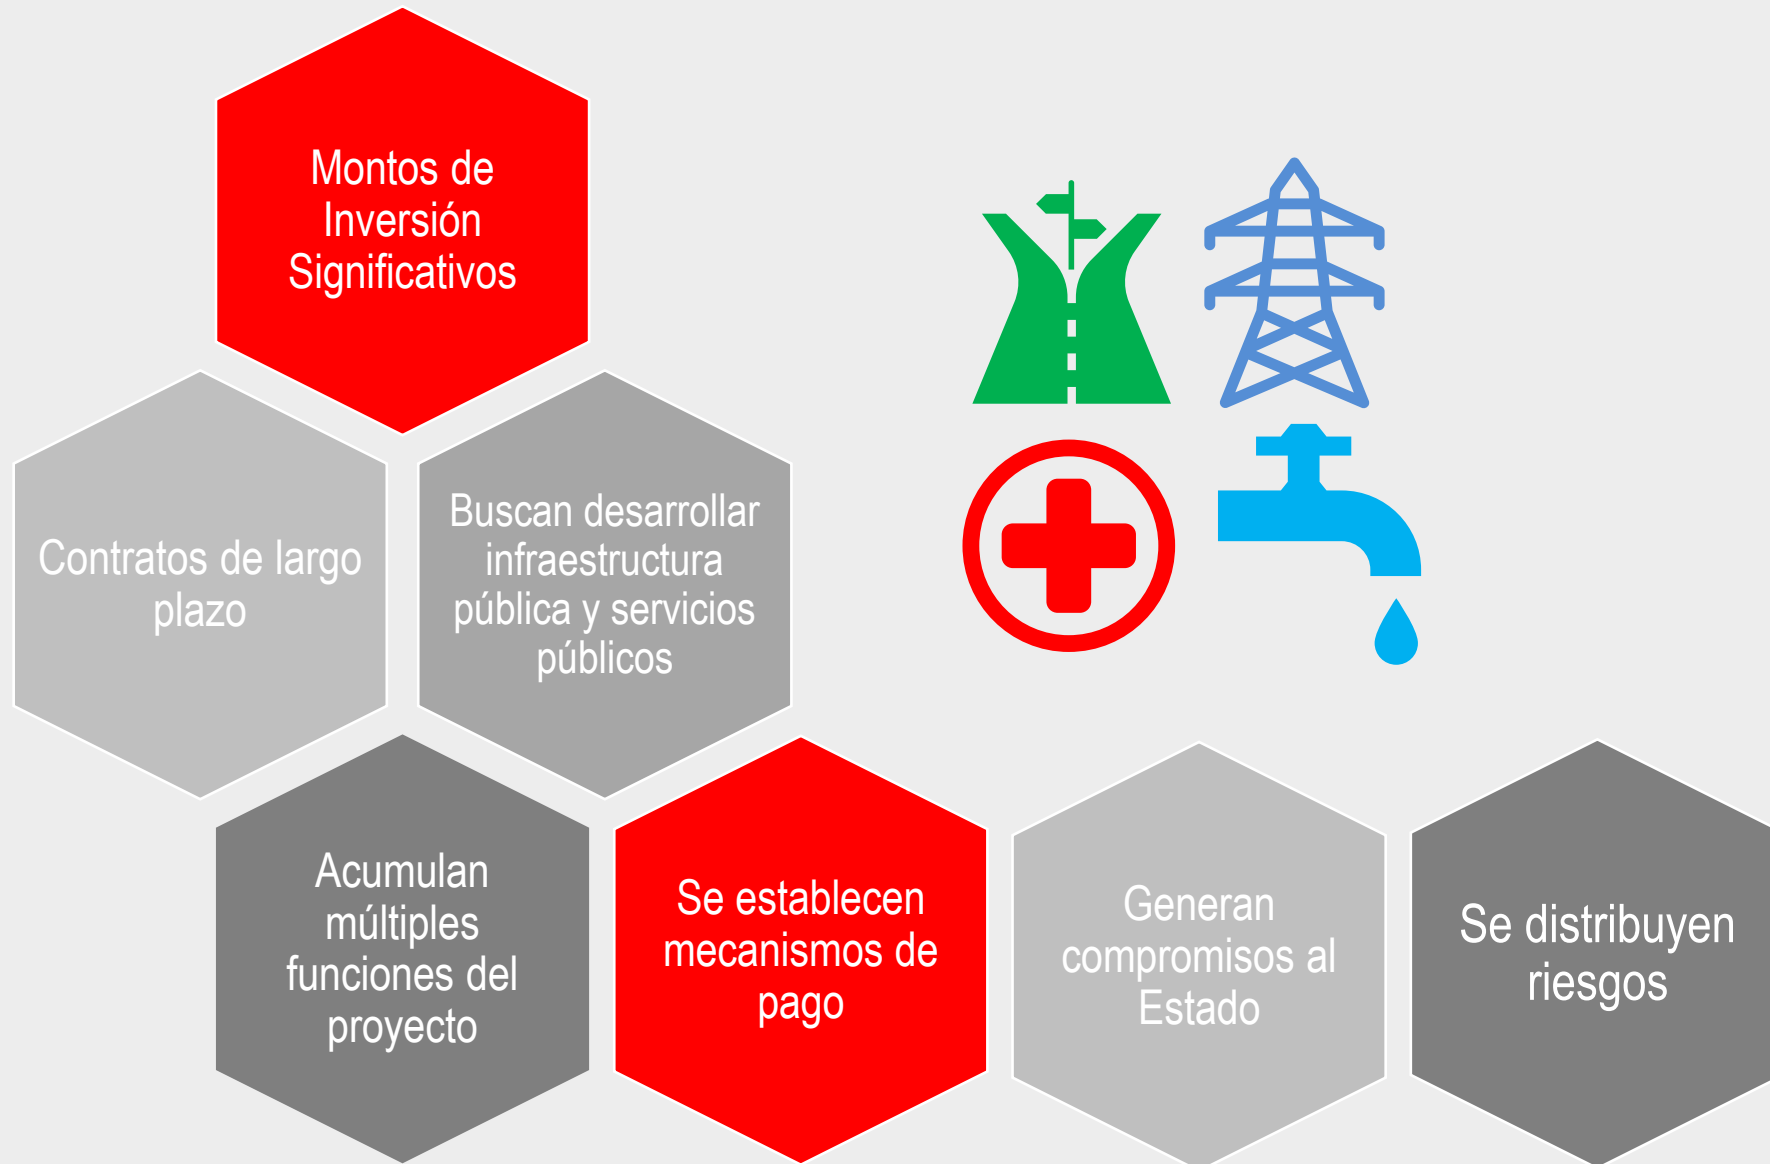 Montos de
Inversión
Significativos
Contratos de largo
plazo
Buscan desarrollar
infraestructura
pública y servicios
públicos
Acumulan
múltiples
funciones del
proyecto
Se establecen
mecanismos de
pago
Generan
compromisos al
Estado
Se distribuyen
riesgos